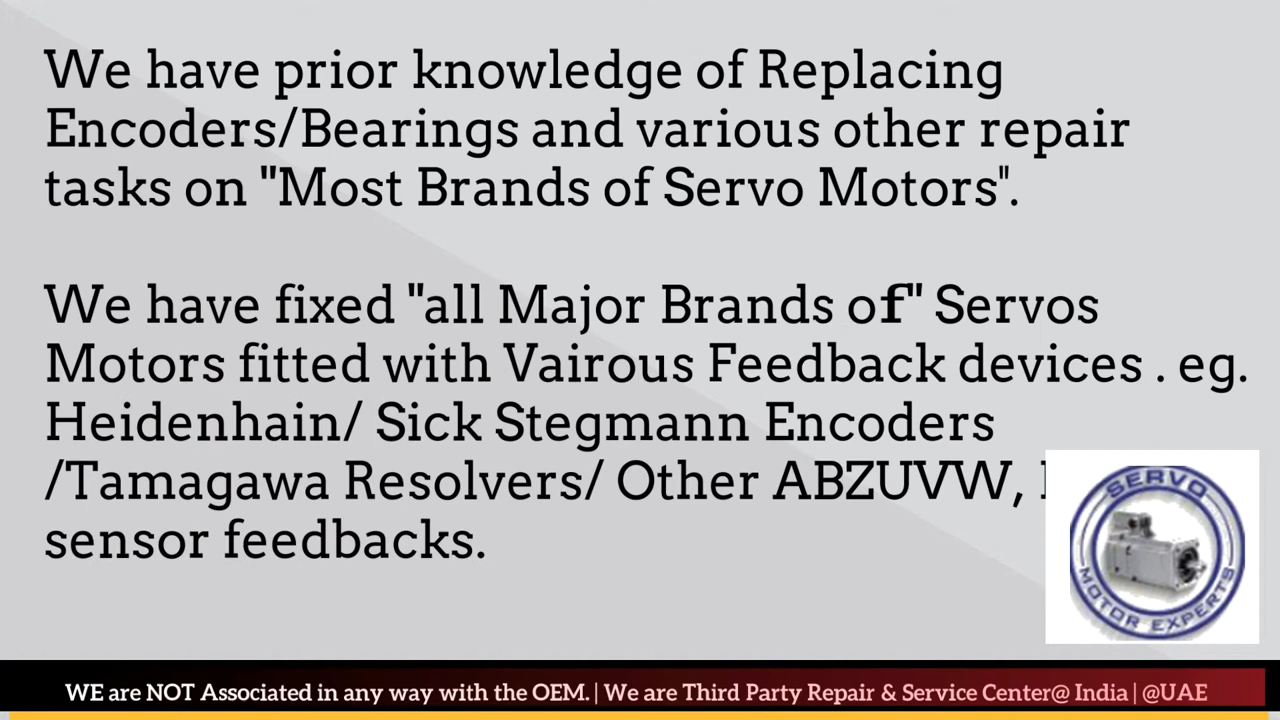 We have prior knowledge of Replacing
Encoders/Bearings and various other repair
tasks on "Most Brands of Servo Motors".
We have fixed "all Major Brands of" Servos
Motors fitted with Vairous Feedback devices . eg.
Heidenhain/ Sick Stegmann Encoders
/Tamagawa Resolvers/ Other ABZUVW,
sensor feedbacks.
SERVO
MOTOR EXPERTS
WE are NOT Associated in any way with the OEM. | We are Third Party Repair & Service Center@ India | @UAE